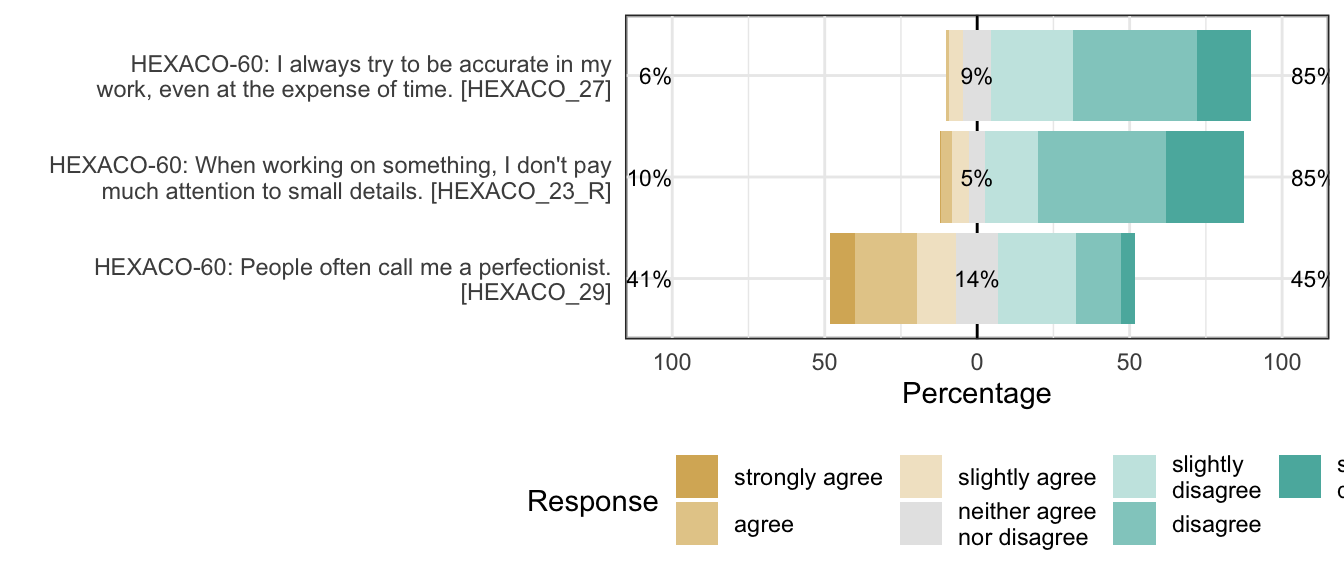 HEXACO-60: I always try to be accurate in my
work, even at the expense of time. [HEXACO_27]
6%
9%
85%
HEXACO-60: When working on something, I don't pay
much attention to small details. [HEXACO_23_R]
10%
5%
85%
HEXACO-60: People often call me a perfectionist.
[HEXACO_29]
41%
14%
45%
100 50 0 50 100
Percentage
Response
strongly agree
agree
slightly agree
neither agree
nor disagree
slightly
disagree
disagree